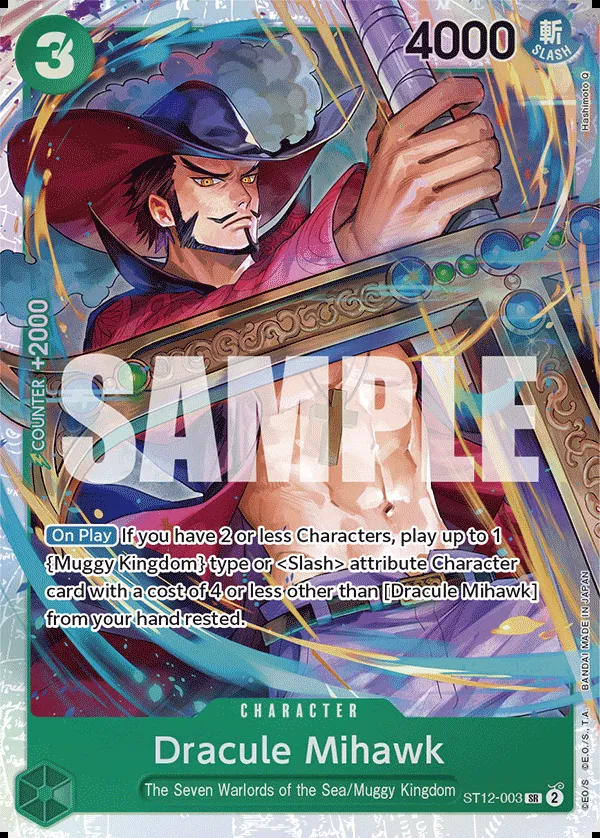 3
4000
斬
SLASH
Hashimoto Q
COUNTER +2000
SAMPLE
On Play If you have 2 or less Characters, play up to 1
{Muggy Kingdom} type or <Slash> attribute Character
card with a cost of 4 or less other than [Dracule Mihawk]
from your hand rested.
CHARACTER
Dracule Mihawk
The Seven Warlords of the Sea/Muggy Kingdom
ST12-003 SR 2
©E.O/S ©E.O./S.,T.A. BANDAI MADE IN JAPAN